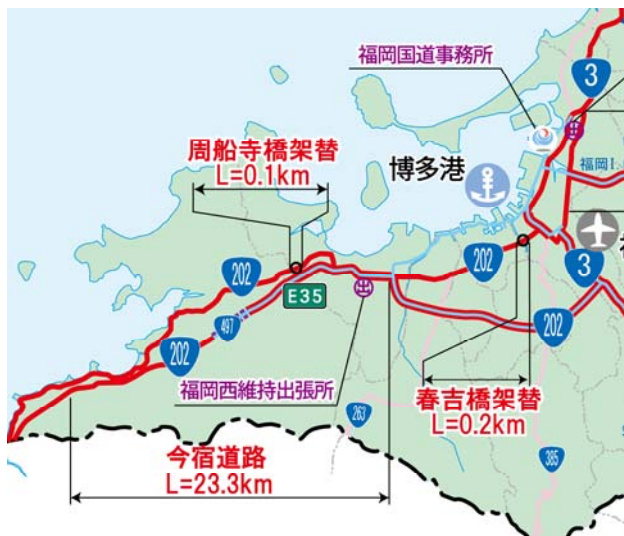 福岡国道事務所
3
周船寺橋架替
L=0.1km
博多港
福岡I.
202
202
3
E35
497
202
202
福岡西維持出張所
春吉橋架替
L=0.2km
263
今宿道路
L=23.3km
385